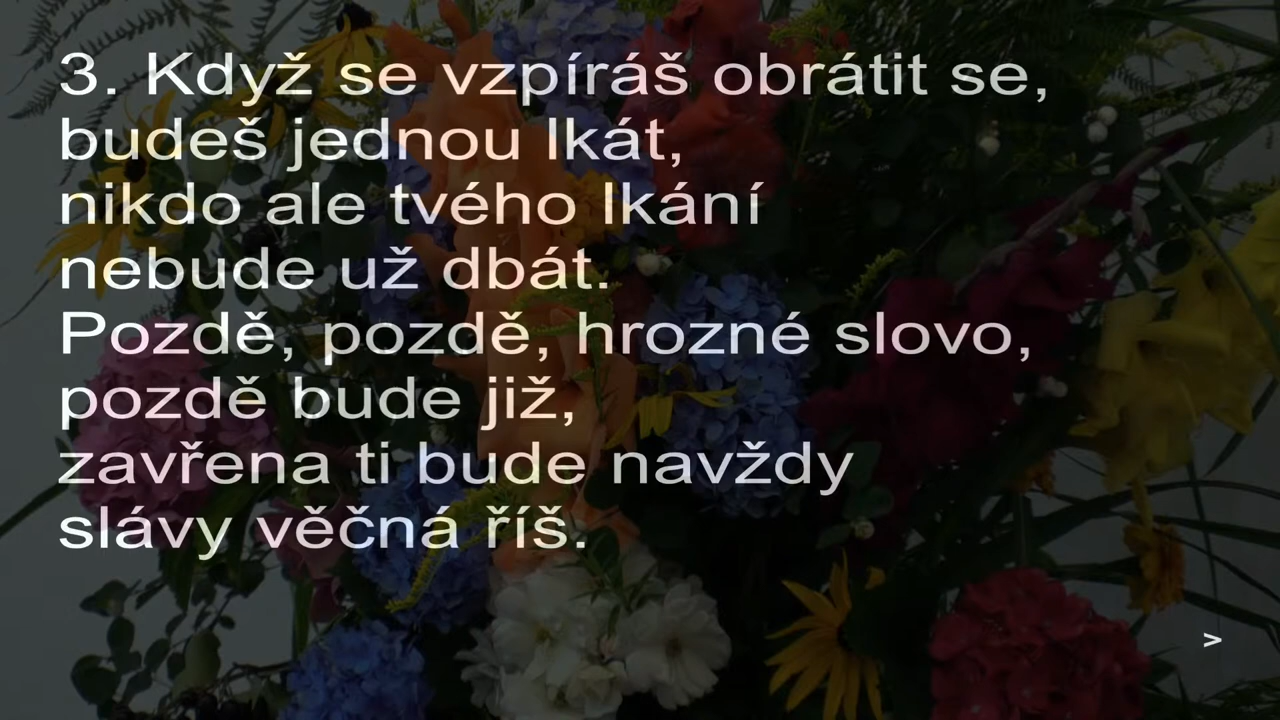 3. Když se vzpíráš obrátit se,
budeš jednou lkát,
nikdo ale tvého lkání
nebude už dbát.
Pozdě, pozdě, hrozné slovo,
pozdě bude již,
zavřena ti bude navždy
slávy věčná říš.
>